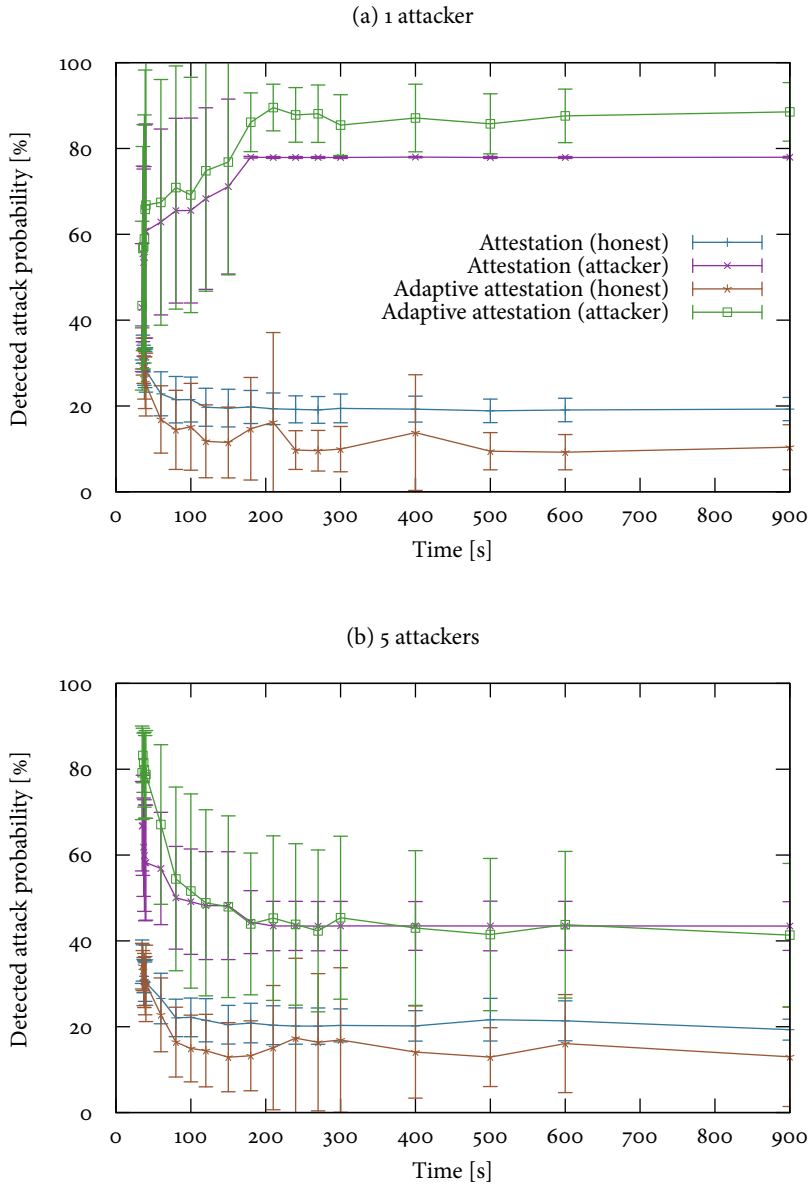 (a) 1 attacker
Detected attack probability [%]
100
80
60
40
20
0
Attestation (honest)
Attestation (attacker)
Adaptive attestation (honest)
Adaptive attestation (attacker)
0 100 200 300 400 500 600 700 800 900
Time [s]
(b) 5 attackers
Detected attack probability [%]
100
80
60
40
20
0
0 100 200 300 400 500 600 700 800 900
Time [s]